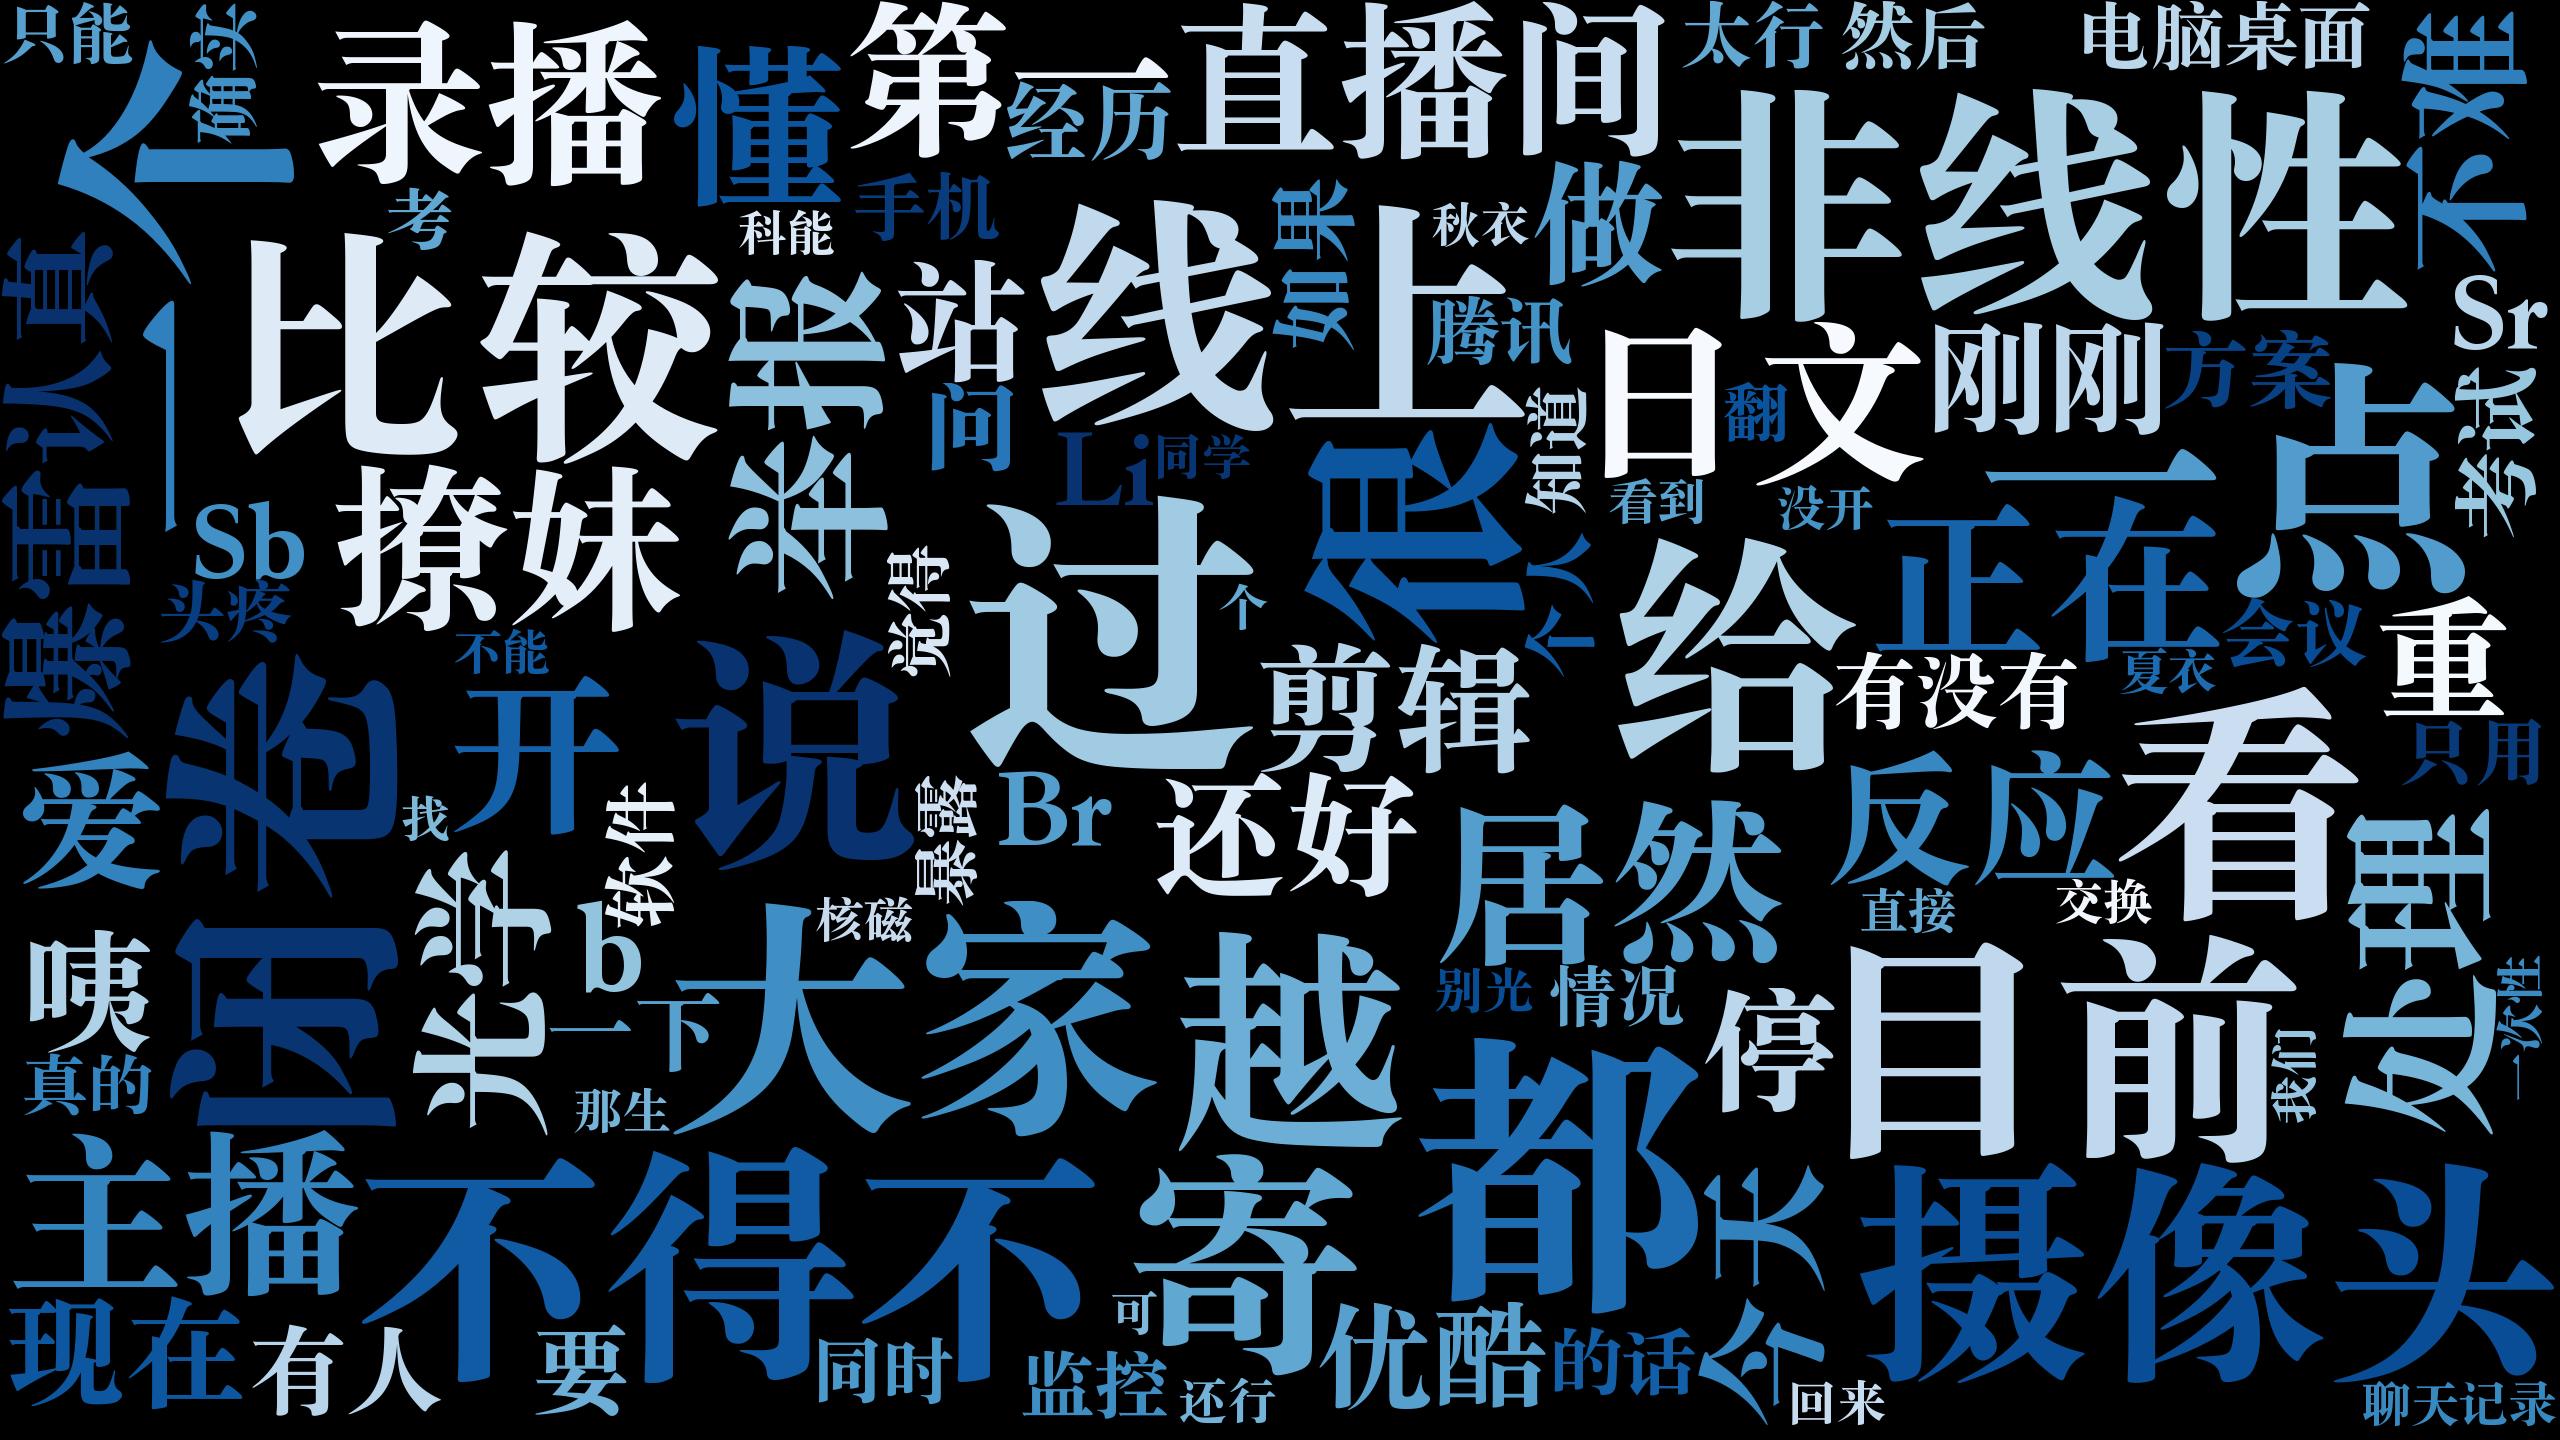 只能
确实
录播
懂
第一
经历
直播间
太行
然后
电脑桌面
不难
一个
考
科能
手机
如果
秋衣
做
非线性
认真
比较
举报
站
线上
腾讯
日文
翻
刚刚
方案
Sr
考试
问
Li
同学
很
知道
看到
没开
一点
爆雷
Sb
撩妹
头疼
不能
觉得
过
个
个人
给
正在
会议
夏衣
重
闭卷
开
说
剪辑
有没有
看
只用
爱
找
软件
暴露
Br
还好
居然
反应
直接
交换
处理
咦
光学
b
核磁
大家
越
别光
情况
停
目前
我们
一次性
真的
一下
那生
主播
不得不
寄
都
今天
摄像头
现在
有人
要
同时
监控
可
还行
优酷
的话
回来
聊天记录